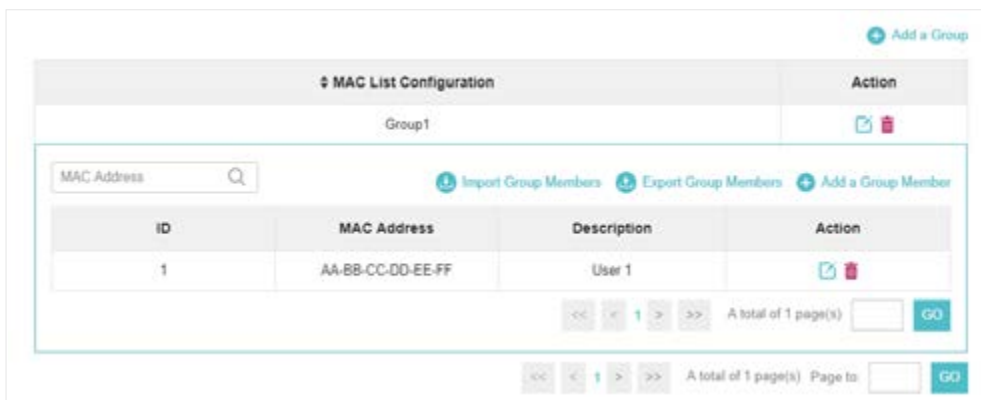 Add a Group
MAC List Configuration Action
Group1
MAC Address Import Group Members Export Group Members Add a Group Member
ID MAC Address Description Action
1 AA-BB-CC-DD-EE-FF User 1
<< < 1 > >> A total of 1 page(s) GO
<< < 1 > >> A total of 1 page(s) Page to: GO